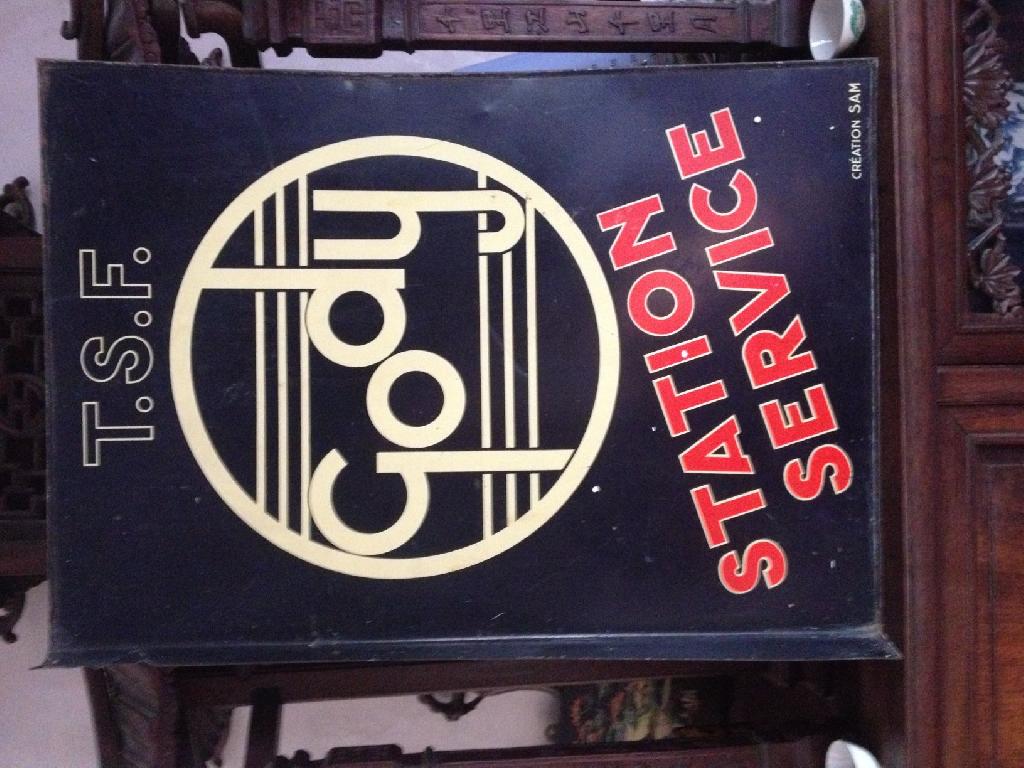 T.S.F.
Gody
STATION
SERVICE
CRÉATION SAM